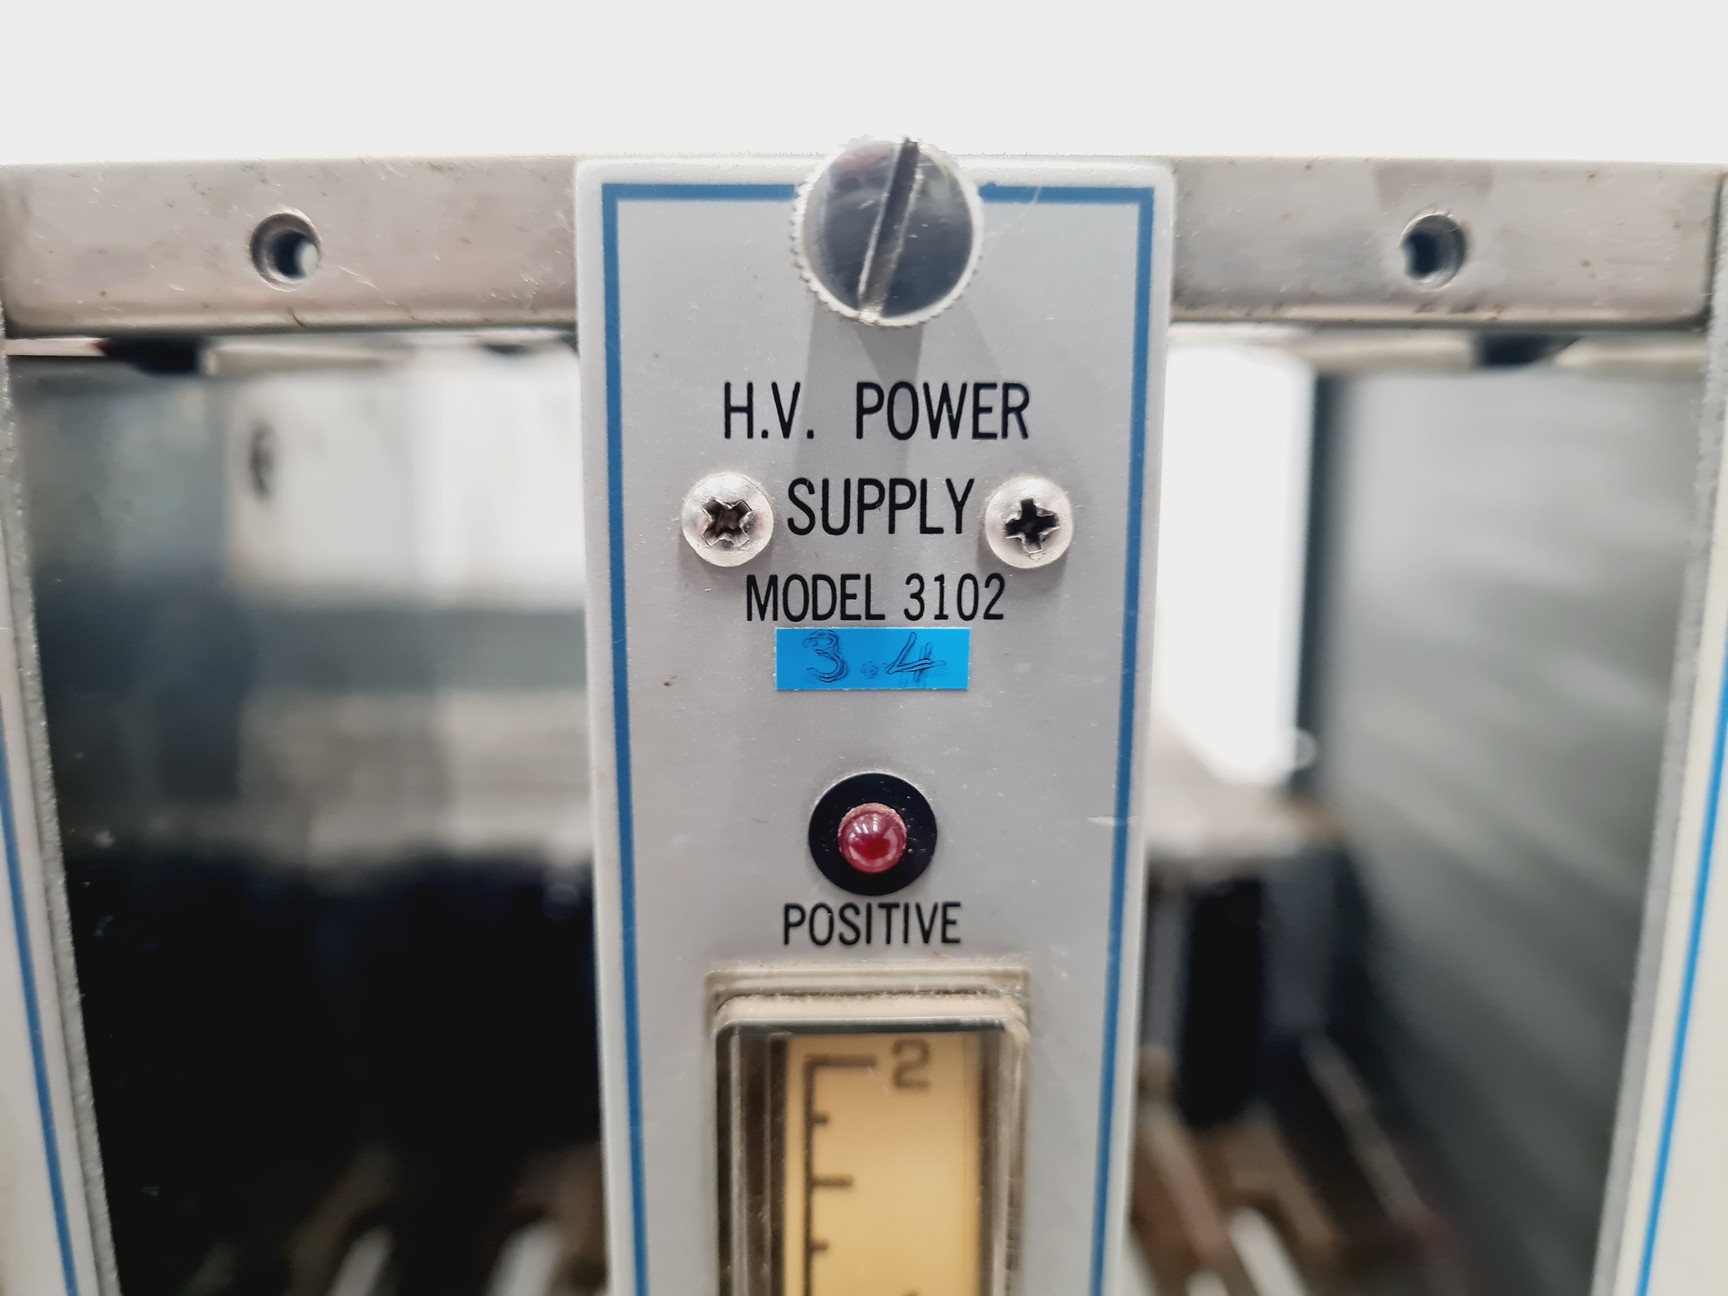 H.V. POWER
SUPPLY
MODEL 3102
3.4
POSITIVE
2